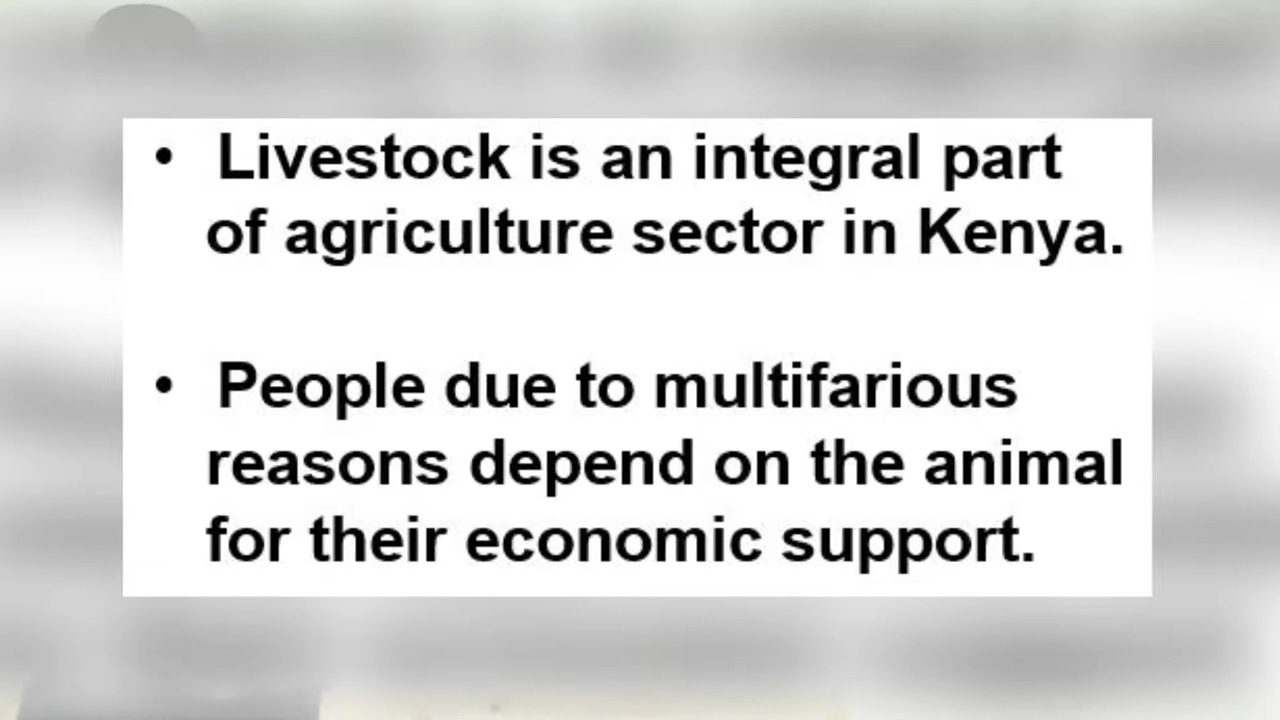 • Livestock is an integral part
of agriculture sector in Kenya.
• People due to multifarious
reasons depend on the animal
for their economic support.